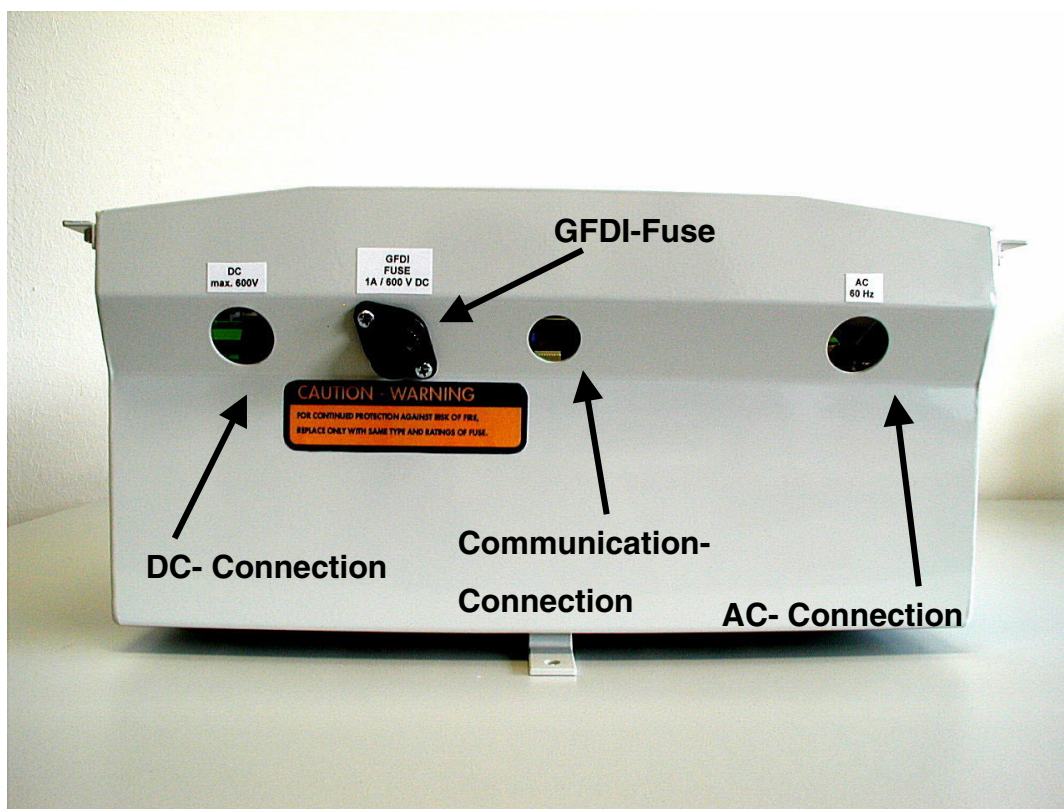 GFDI-Fuse
DC
max. 600V
GFDI
FUSE
1A / 600 V DC
AC
60 Hz
CAUTION - WARNING
FOR CONTINUED PROTECTION AGAINST RISK OF FIRE,
REPLACE ONLY WITH SAME TYPE AND RATINGS OF FUSE.
DC- Connection
Communication-
Connection
AC- Connection